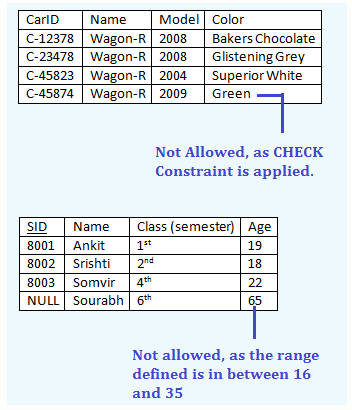 CarID Name Model Color
C-12378 Wagon-R 2008 Bakers Chocolate
C-23478 Wagon-R 2008 Glistening Grey
C-45823 Wagon-R 2004 Superior White
C-45874 Wagon-R 2009 Green
Not Allowed, as CHECK
Constraint is applied.
SID Name Class (semester) Age
8001 Ankit 1st 19
8002 Srishti 2nd 18
8003 Somvir 4th 22
NULL Sourabh 6th 65
Not allowed, as the range
defined is in between 16
and 35